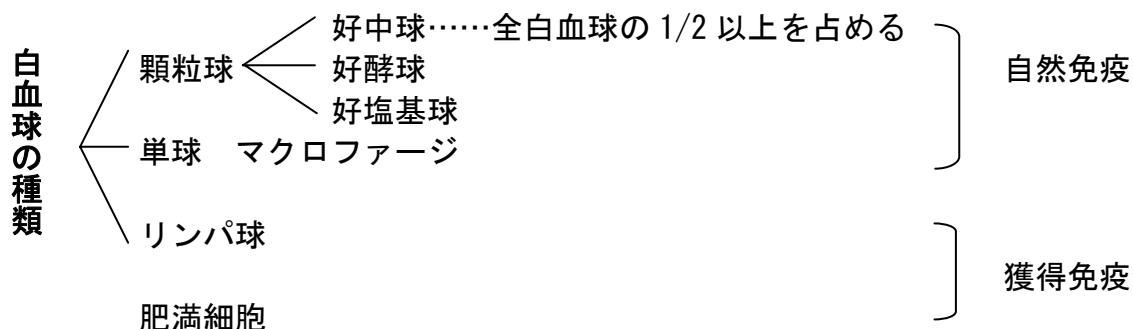 白血球の種類
好中球……全白血球の 1/2 以上を占める
顆粒球
好酵球
好塩基球
自然免疫
単球 マクロファージ
リンパ球
獲得免疫
肥満細胞